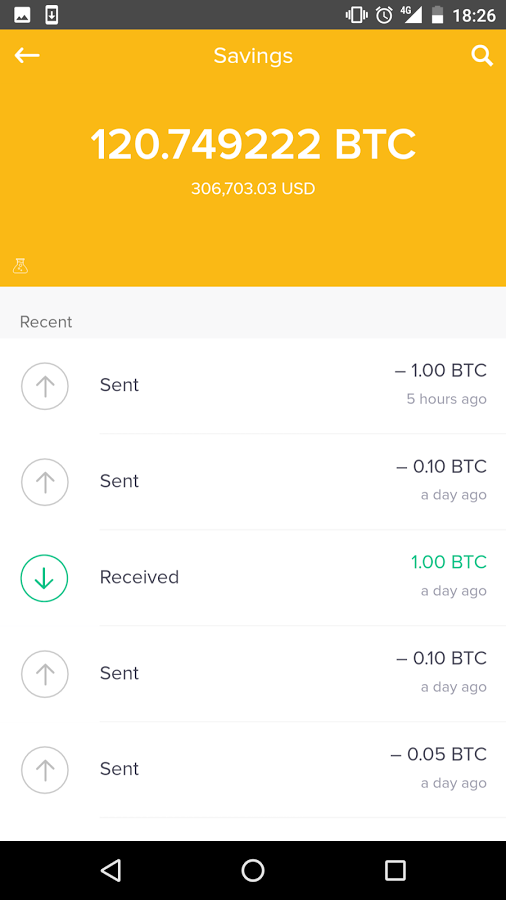 4G 18:26
Savings
120.749222 BTC
306,703.03 USD
Recent
Sent – 1.00 BTC
5 hours ago
Sent – 0.10 BTC
a day ago
Received 1.00 BTC
a day ago
Sent – 0.10 BTC
a day ago
Sent – 0.05 BTC
a day ago